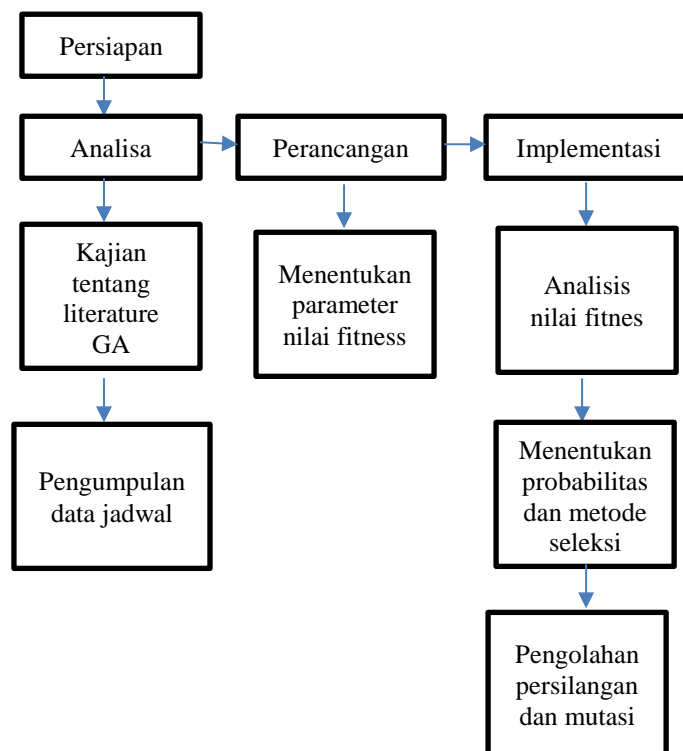 Persiapan
Analisa
Perancangan
Implementasi
Kajian
tentang
literature
GA
Menentukan
parameter
nilai fitness
Analisis
nilai fitnes
Pengumpulan
data jadwal
Menentukan
probabilitas
dan metode
seleksi
Pengolahan
persilangan
dan mutasi